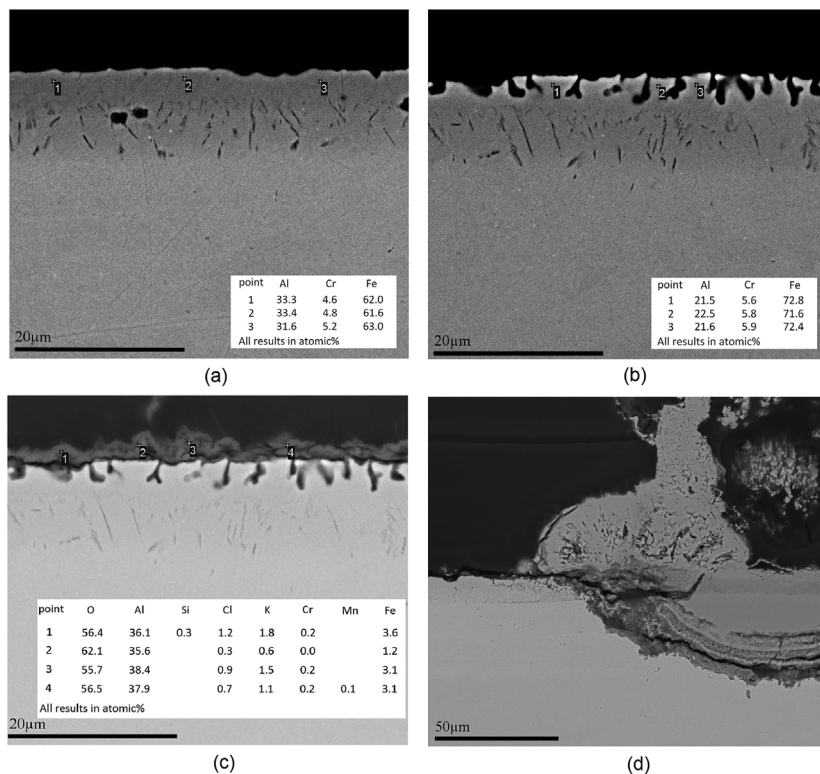 1 2 3
point Al Cr Fe
1 33.3 4.6 62.0
2 33.4 4.8 61.6
3 31.6 5.2 63.0
All results in atomic%
20µm
(a)
1 2 3
point Al Cr Fe
1 21.5 5.6 72.8
2 22.5 5.8 71.6
3 21.6 5.9 72.4
All results in atomic%
20µm
(b)
1 2 3 4
point O Al Si Cl K Cr Mn Fe
1 56.4 36.1 0.3 1.2 1.8 0.2 3.6
2 62.1 35.6 0.3 0.6 0.0 1.2
3 55.7 38.4 0.9 1.5 0.2 3.1
4 56.5 37.9 0.7 1.1 0.2 0.1 3.1
All results in atomic%
20µm
(c)
50µm
(d)